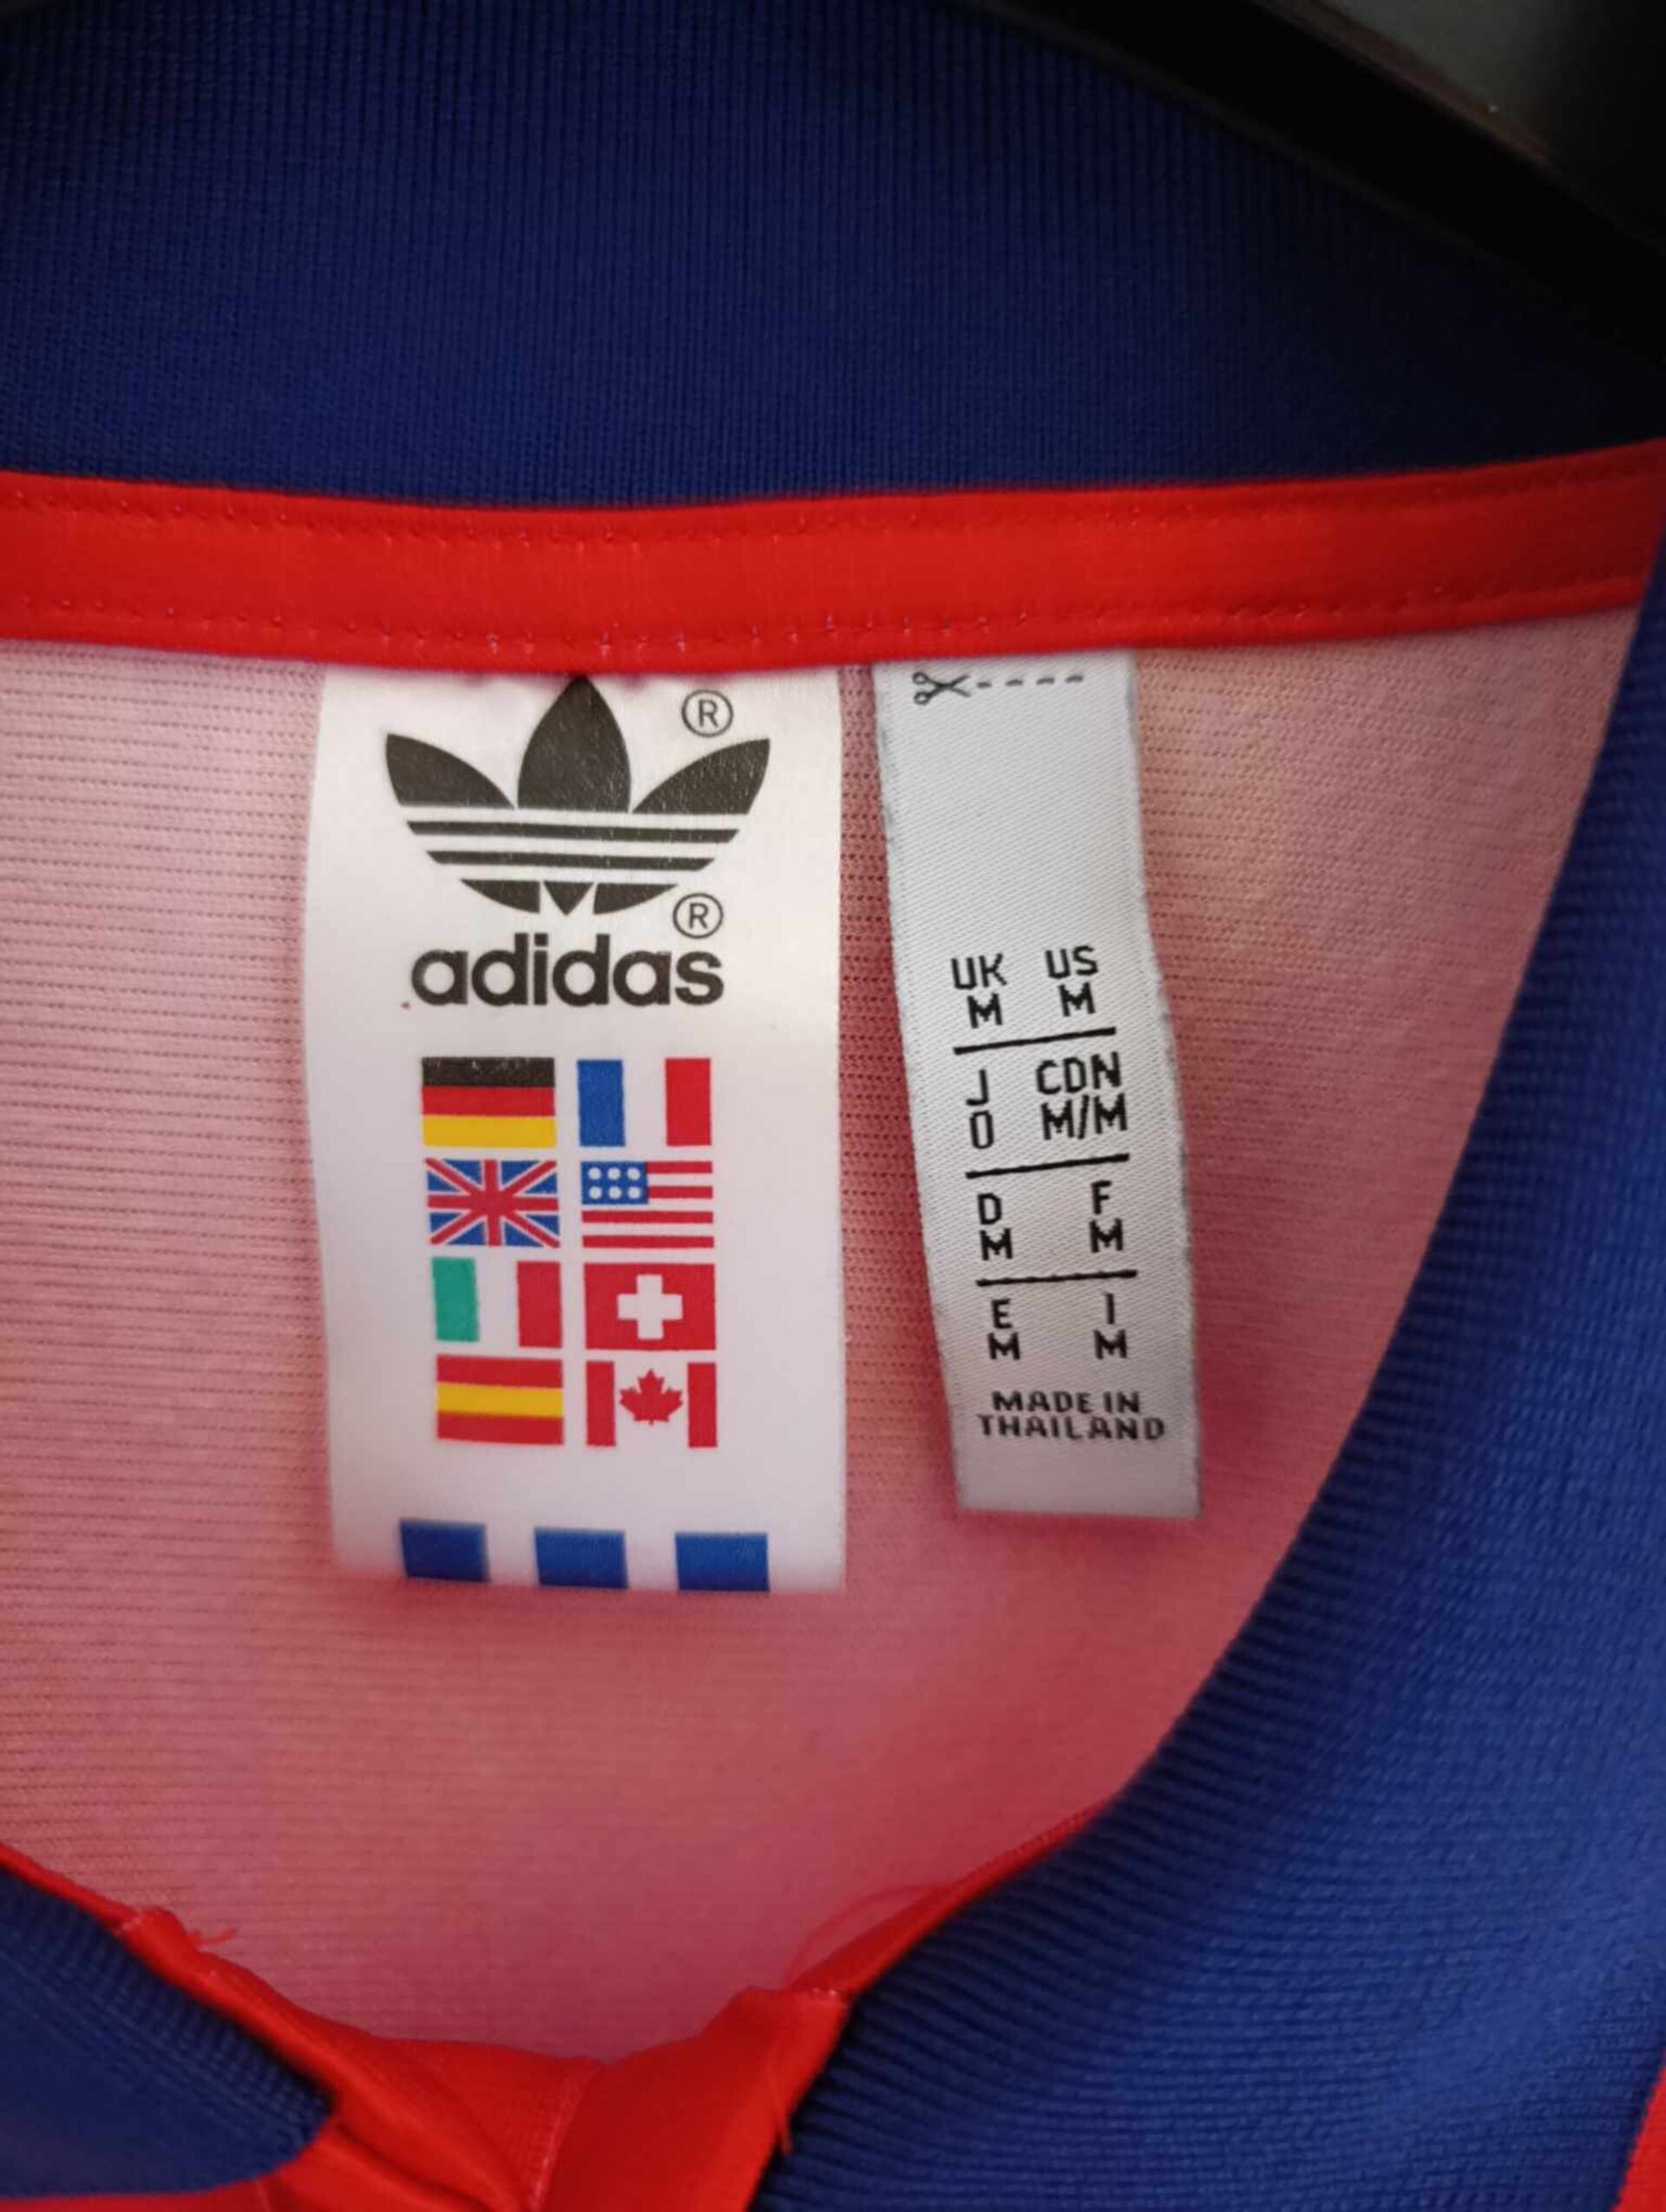 ®
®
adidas
UK US
M M
J CDN
O M/M
D F
M M
E I
M M
MADE IN
THAILAND